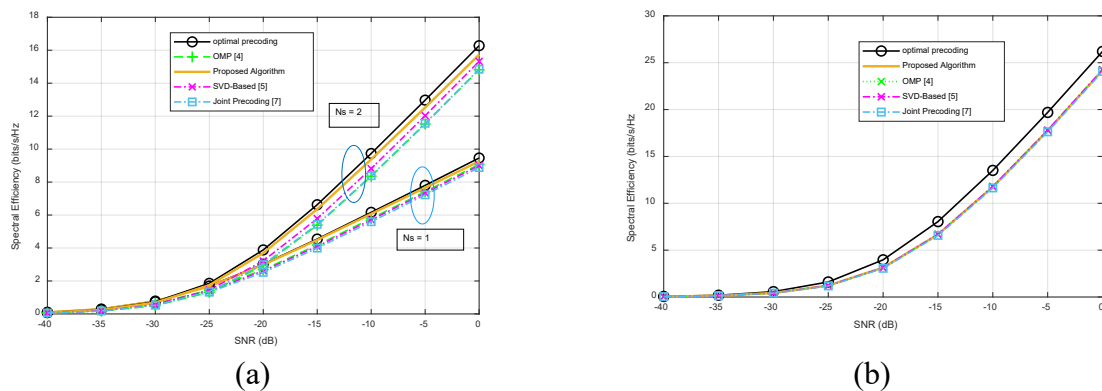 (a)
18
16
14
12
10
8
6
4
2
0
Spectral Efficiency (bits/s/Hz)
optimal precoding
OMP [4]
Proposed Algorithm
SVD-Based [5]
Joint Precoding [7]
Ns = 2
Ns = 1
-40 -35 -30 -25 -20 -15 -10 -5 0
SNR (dB)
(a)
(b)
30
25
20
15
10
5
0
Spectral Efficiency (bits/s/Hz)
optimal precoding
Proposed Algorithm
OMP [4]
SVD-Based [5]
Joint Precoding [7]
-40 -35 -30 -25 -20 -15 -10 -5 0
SNR (dB)
(b)